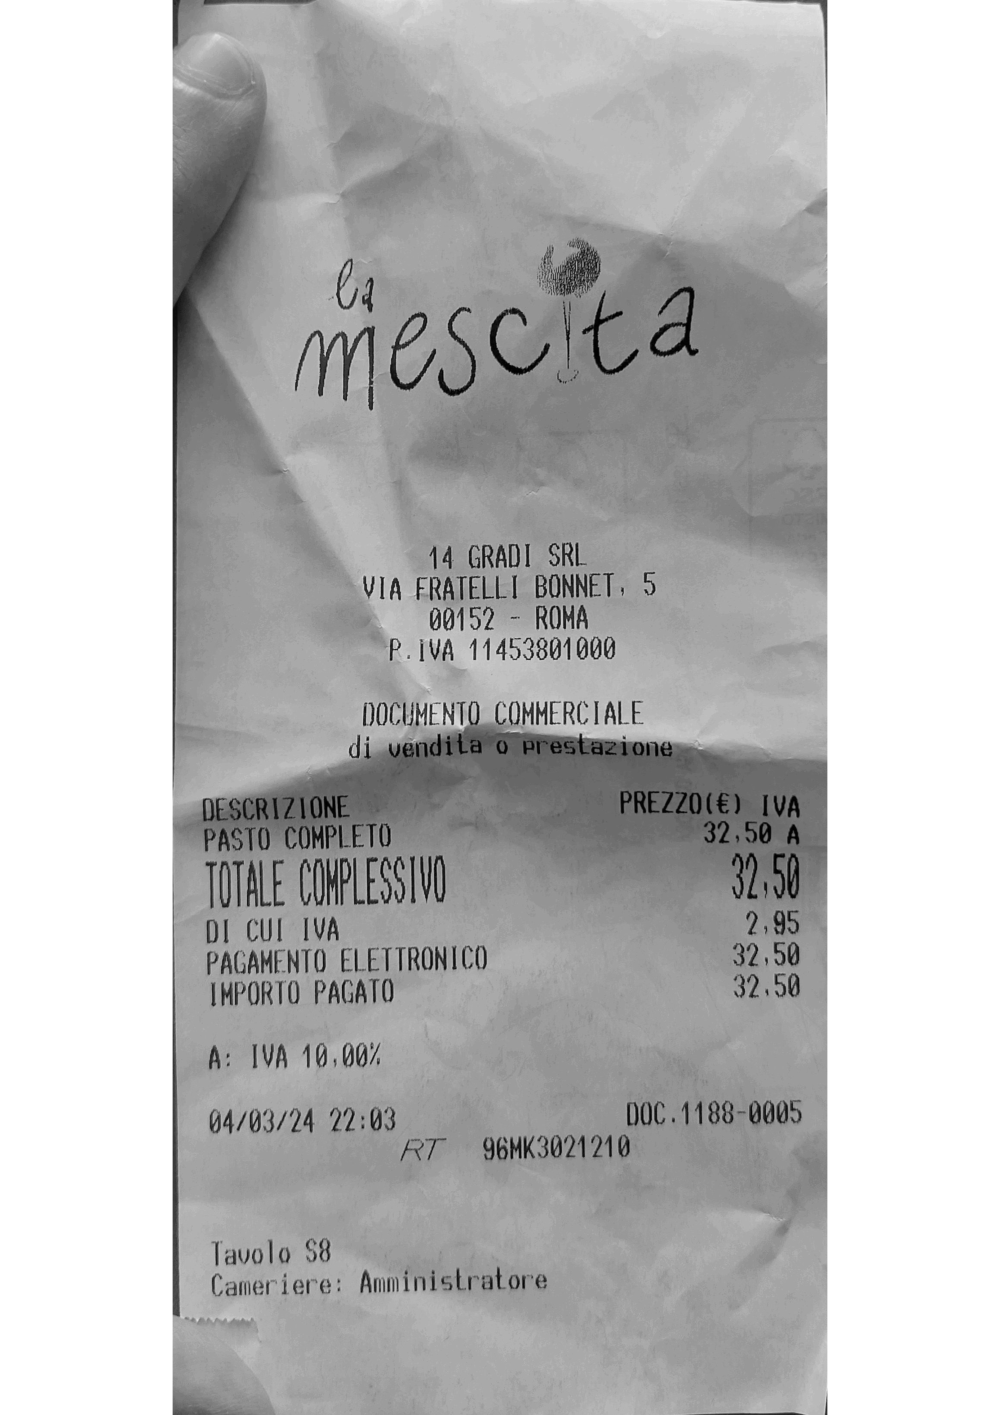 la
mescita
14 GRADI SRL
VIA FRATELLI BONNET, 5
00152 - ROMA
P.IVA 11453801000
DOCUMENTO COMMERCIALE
di vendita o prestazione
DESCRIZIONE PREZZO(€) IVA
PASTO COMPLETO 32,50 A
TOTALE COMPLESSIVO 32,50
DI CUI IVA 2,95
PAGAMENTO ELETTRONICO 32,50
IMPORTO PAGATO 32,50
A: IVA 10,00%
04/03/24 22:03 DOC.1188-0005
RT 96MK3021210
Tavolo S8
Cameriere: Amministratore